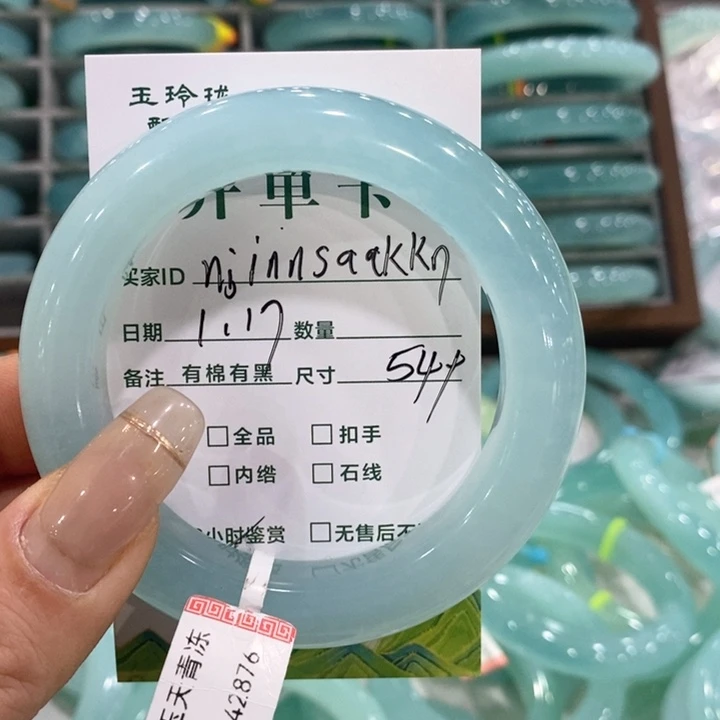 玉玲珑
开单卡
买家ID njinnsaakkn
日期 1.17 数量
备注 有棉有黑 尺寸 54+
□全品 □扣手
□内绺 □石线
小时鉴赏 □无售后不
天青冻
42876